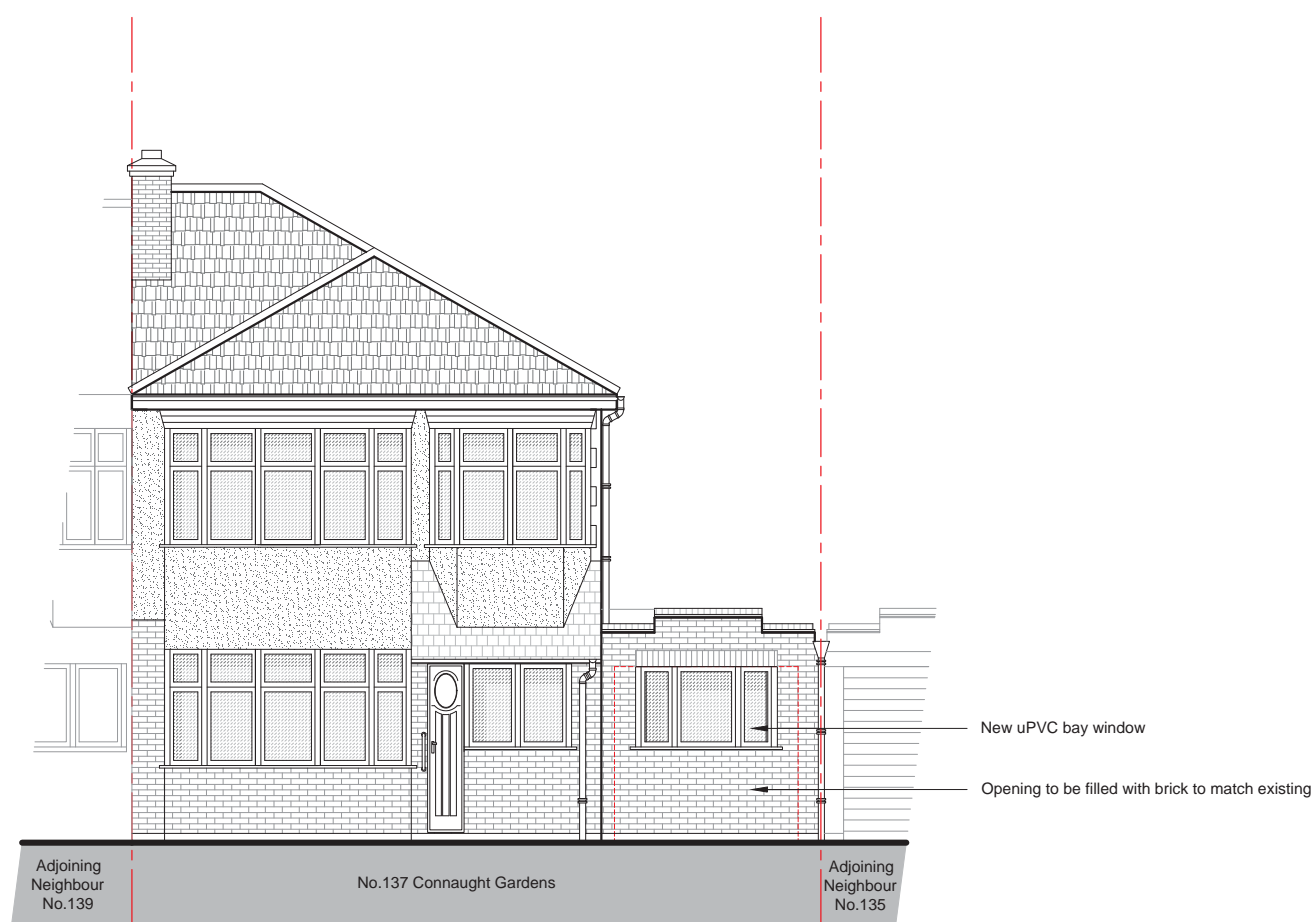 New uPVC bay window
Opening to be filled with brick to match existing
Adjoining
Neighbour
No.139
No.137 Connaught Gardens
Adjoining
Neighbour
No.135